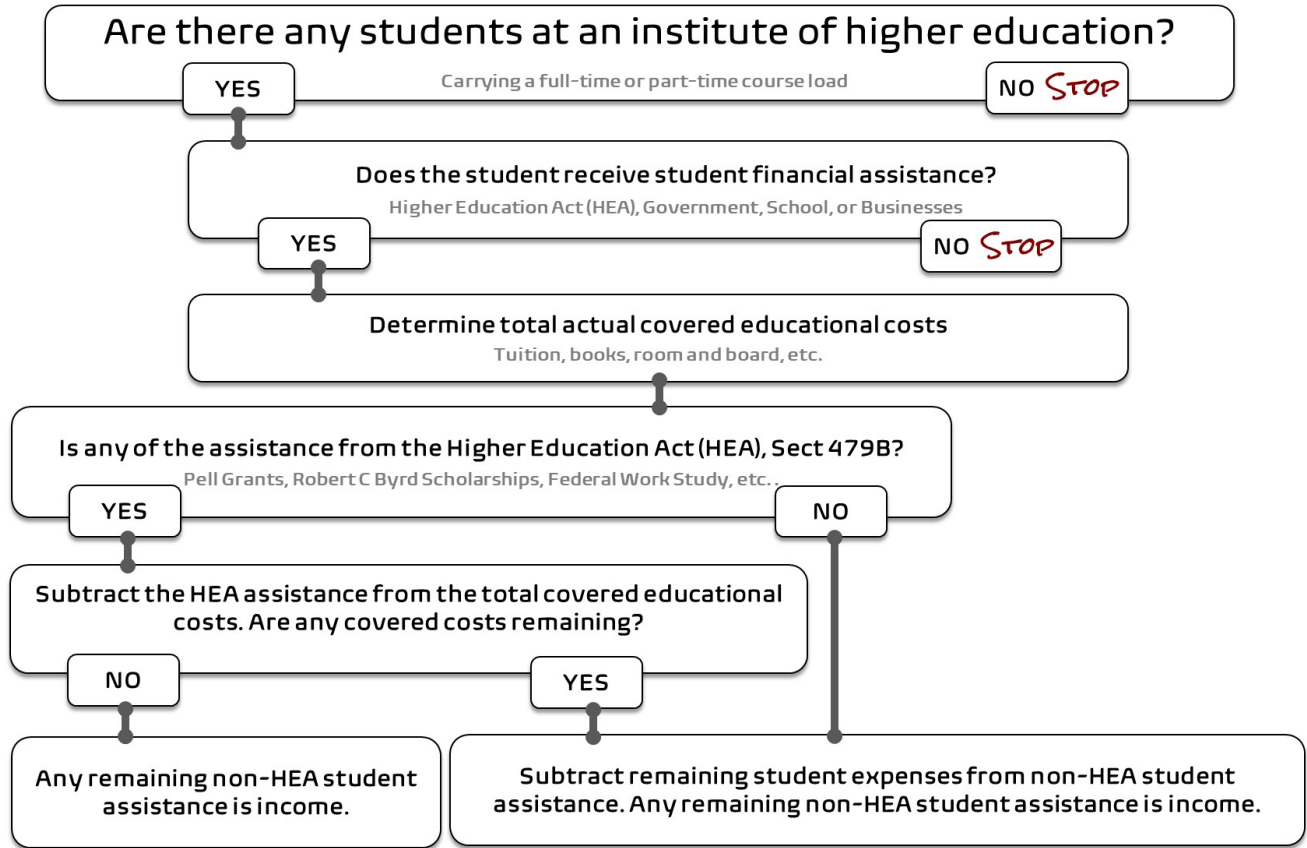 Are there any students at an institute of higher education?
Carrying a full-time or part-time course load
YES
NO STOP
Does the student receive student financial assistance?
Higher Education Act (HEA), Government, School, or Businesses
YES
NO STOP
Determine total actual covered educational costs
Tuition, books, room and board, etc.
Is any of the assistance from the Higher Education Act (HEA), Sect 479B?
Pell Grants, Robert C Byrd Scholarships, Federal Work Study, etc. .
YES
NO
Subtract the HEA assistance from the total covered educational
costs. Are any covered costs remaining?
NO
YES
Any remaining non-HEA student
assistance is income.
Subtract remaining student expenses from non-HEA student
assistance. Any remaining non-HEA student assistance is income.